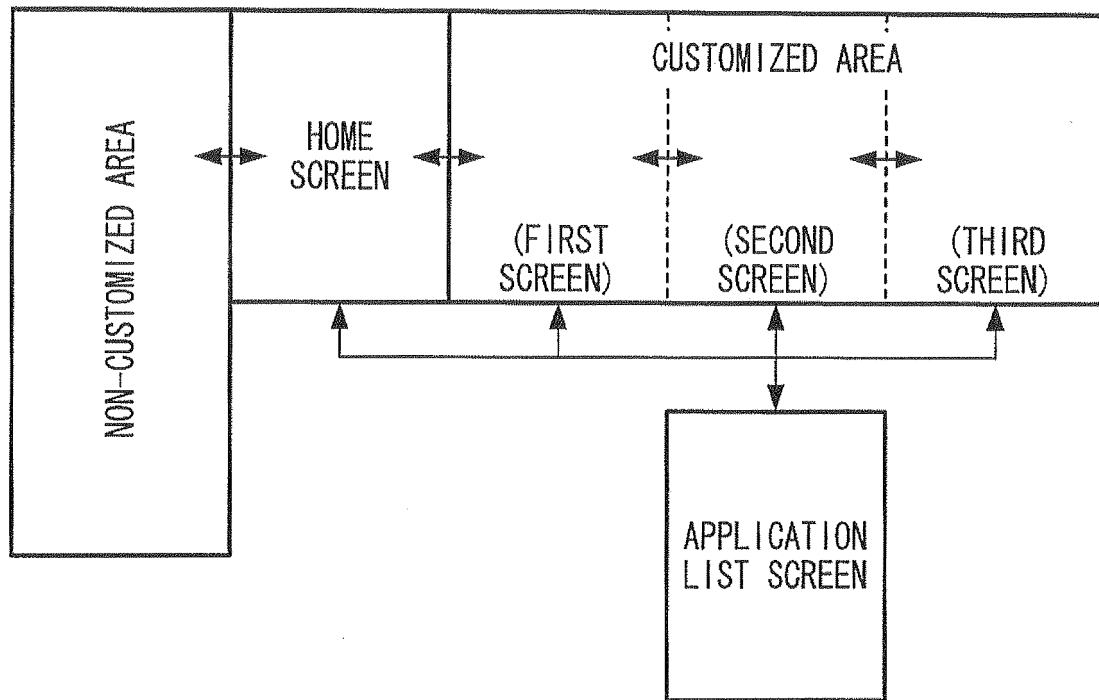 CUSTOMIZED AREA
NON-CUSTOMIZED AREA
HOME
SCREEN
(FIRST
SCREEN)
(SECOND
SCREEN)
(THIRD
SCREEN)
APPLICATION
LIST SCREEN